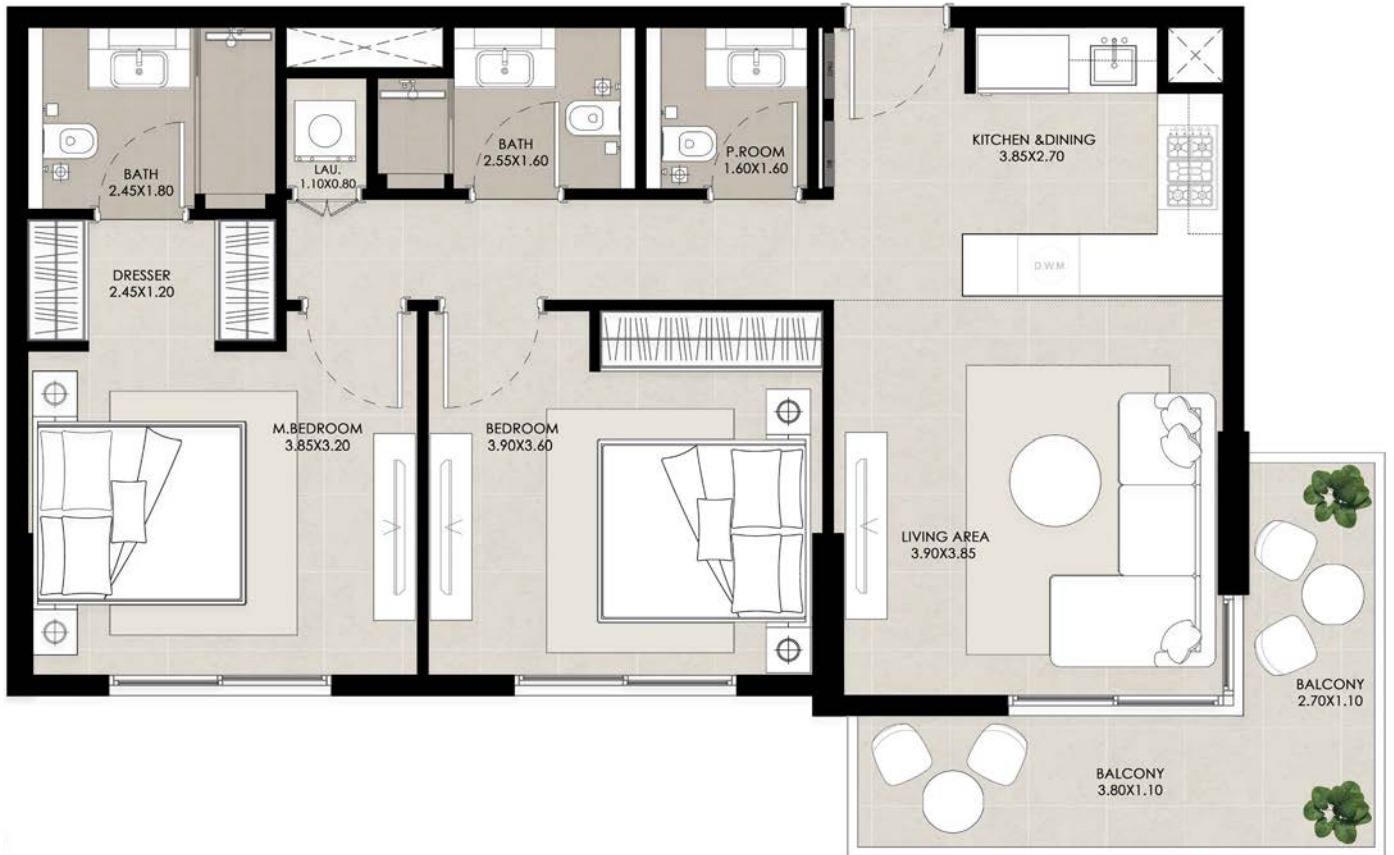 BATH
2.45X1.80
LAU.
1.10X0.80
BATH
2.55X1.60
P.ROOM
1.60X1.60
KITCHEN &DINING
3.85X2.70
DRESSER
2.45X1.20
DWM
M.BEDROOM
3.85X3.20
BEDROOM
3.90X3.60
LIVING AREA
3.90X3.85
BALCONY
2.70X1.10
BALCONY
3.80X1.10